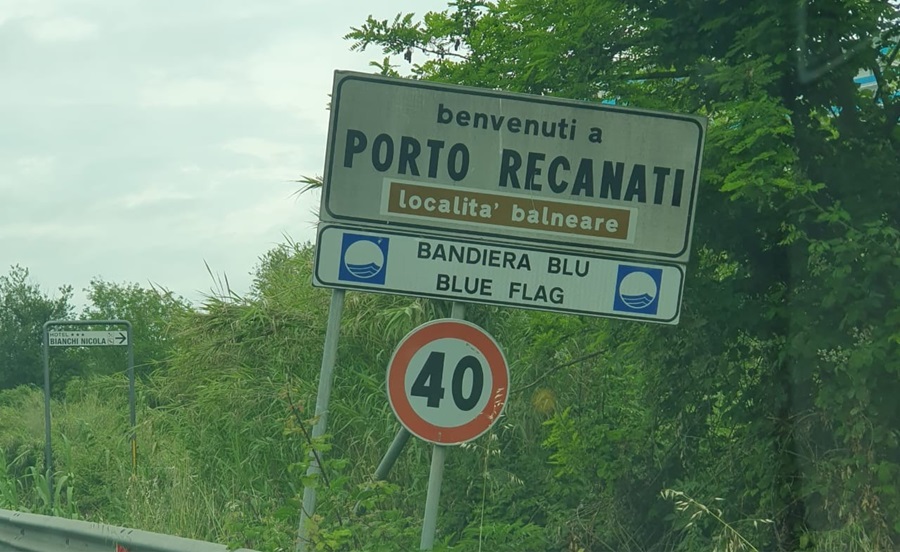 benvenuti a
PORTO RECANATI
localita' balneare
BANDIERA BLU
BLUE FLAG
40
HOTEL ★★★
BIANCHI NICOLA